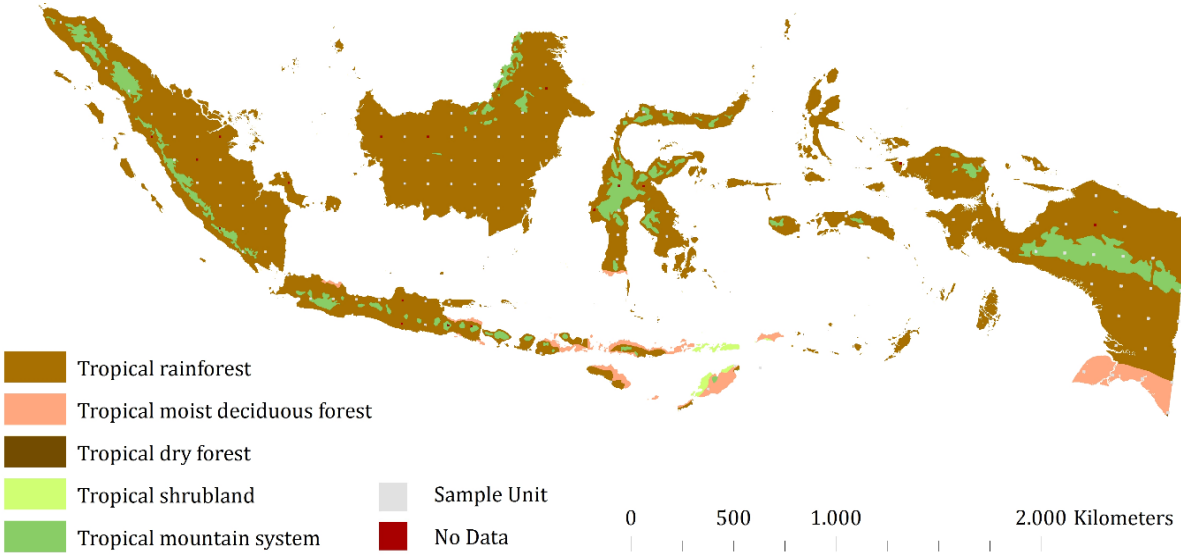 Tropical rainforest
Tropical moist deciduous forest
Tropical dry forest
Tropical shrubland
Tropical mountain system
Sample Unit
No Data
0 500 1.000 2.000 Kilometers